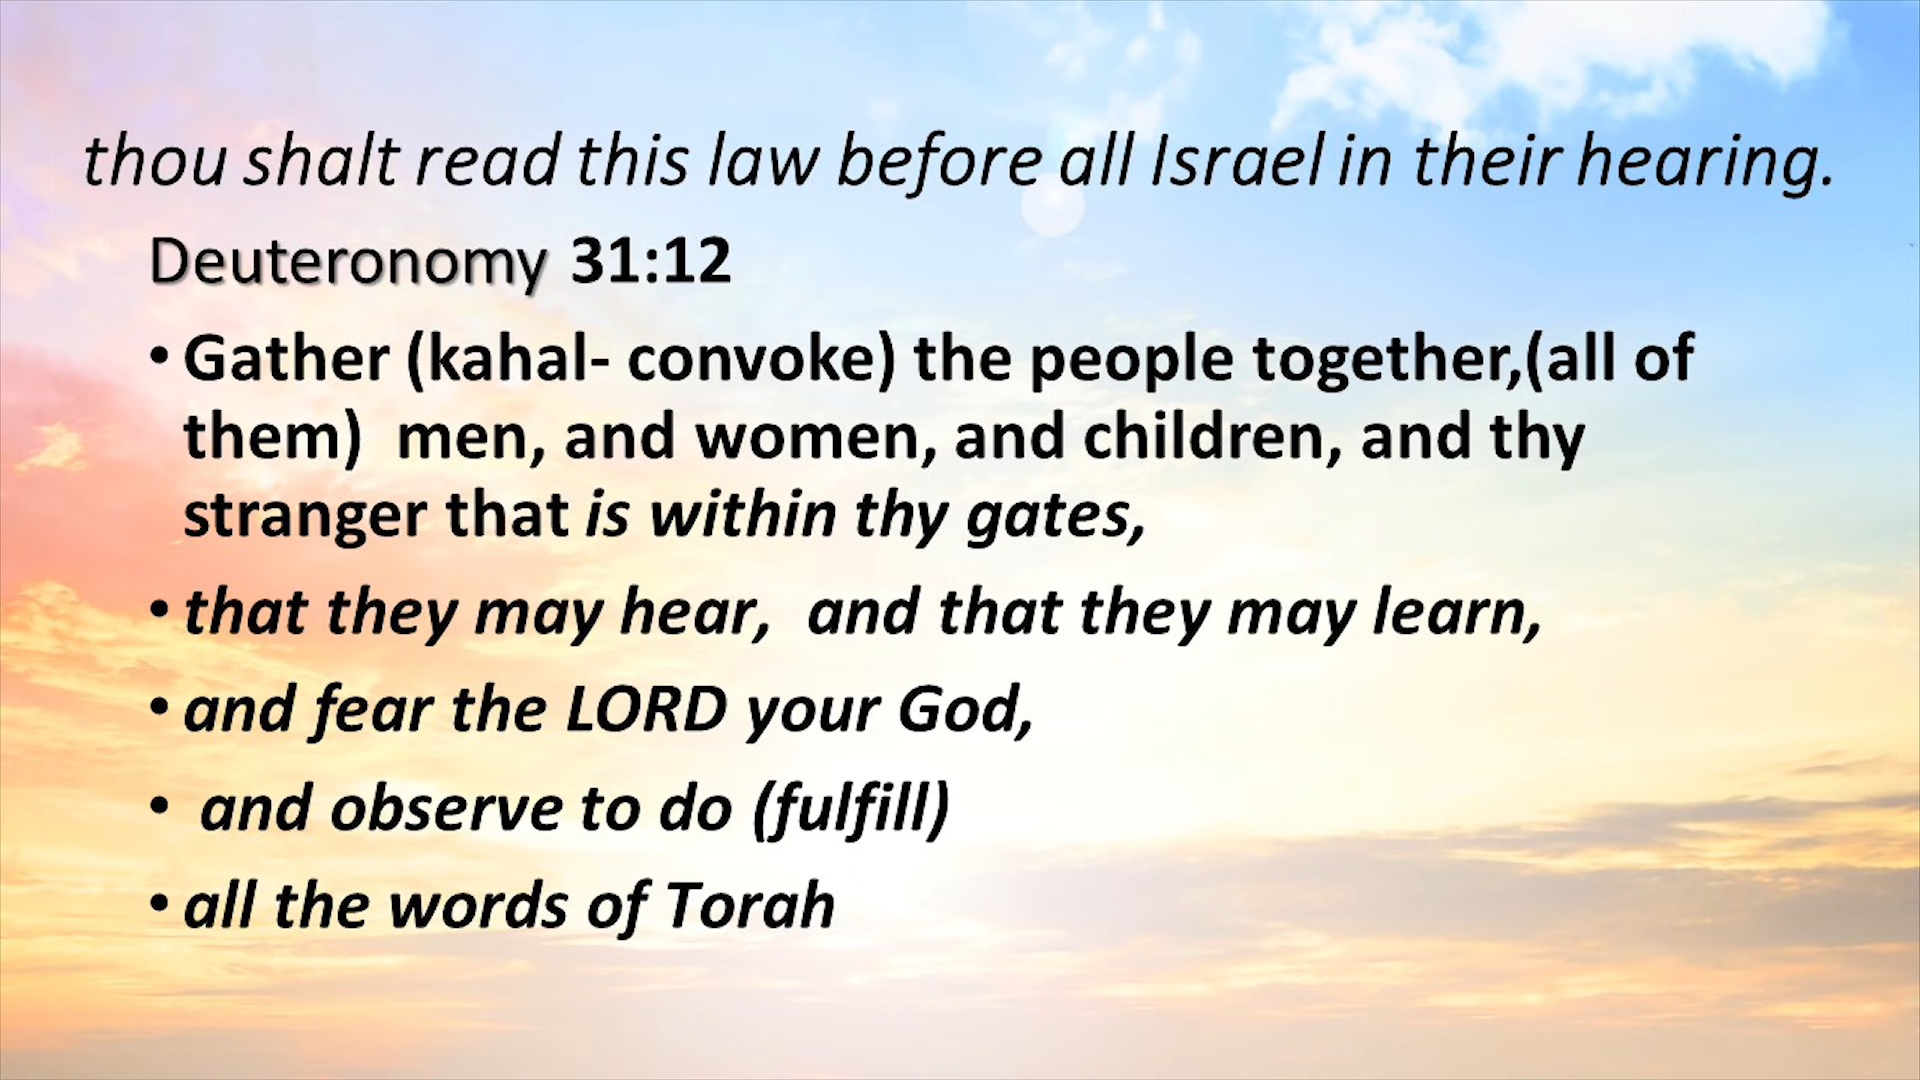 thou shalt read this law before all Israel in their hearing.
Deuteronomy 31:12
• Gather (kahal- convoke) the people together,(all of
them)  men, and women, and children, and thy
stranger that is within thy gates,
• that they may hear,  and that they may learn,
• and fear the LORD your God,
•  and observe to do (fulfill)
• all the words of Torah